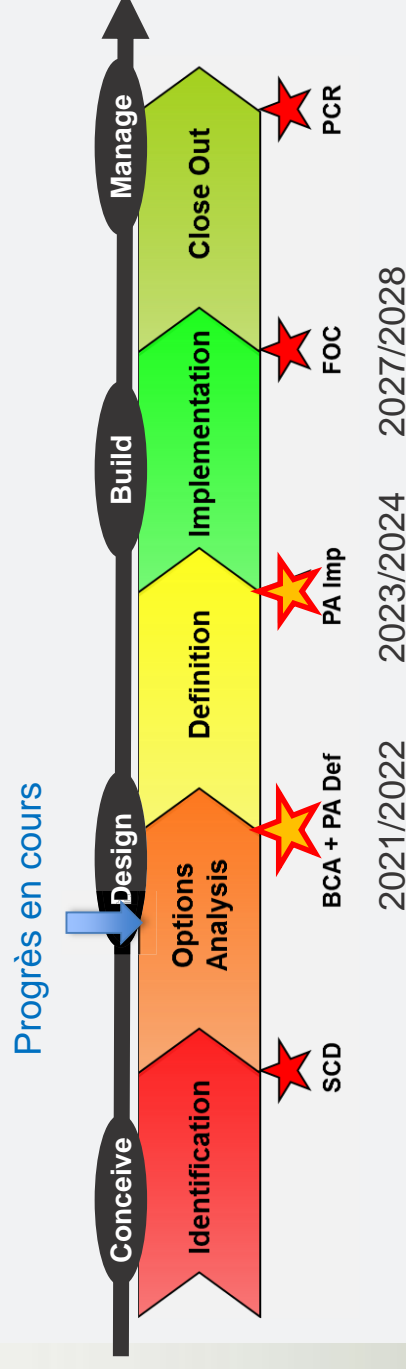 Progrès en cours
Conceive
Design
Build
Manage
Identification
Options
Analysis
Definition
Implementation
Close Out
SCD
BCA + PA Def
PA Imp
FOC
PCR
2021/2022
2023/2024
2027/2028